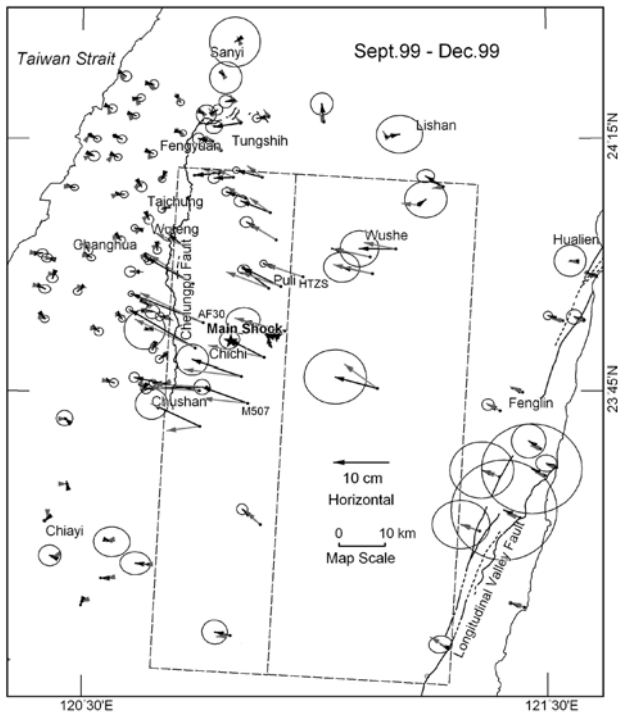 Sept.99 - Dec.99
Taiwan Strait
Sanyi
Lishan
24°15'N
Fengyuan
Tungshih
Taichung
Wufeng
Wushe
Hualien
Changhua
Chelungpu Fault
Puli
HTZS
AF30
Main Shock
Chichi
23°45'N
Chushan
M507
Fenglin
10 cm
Horizontal
0 10 km
Map Scale
Chiayi
Longitudinal Valley Fault
120°30'E
121°30'E